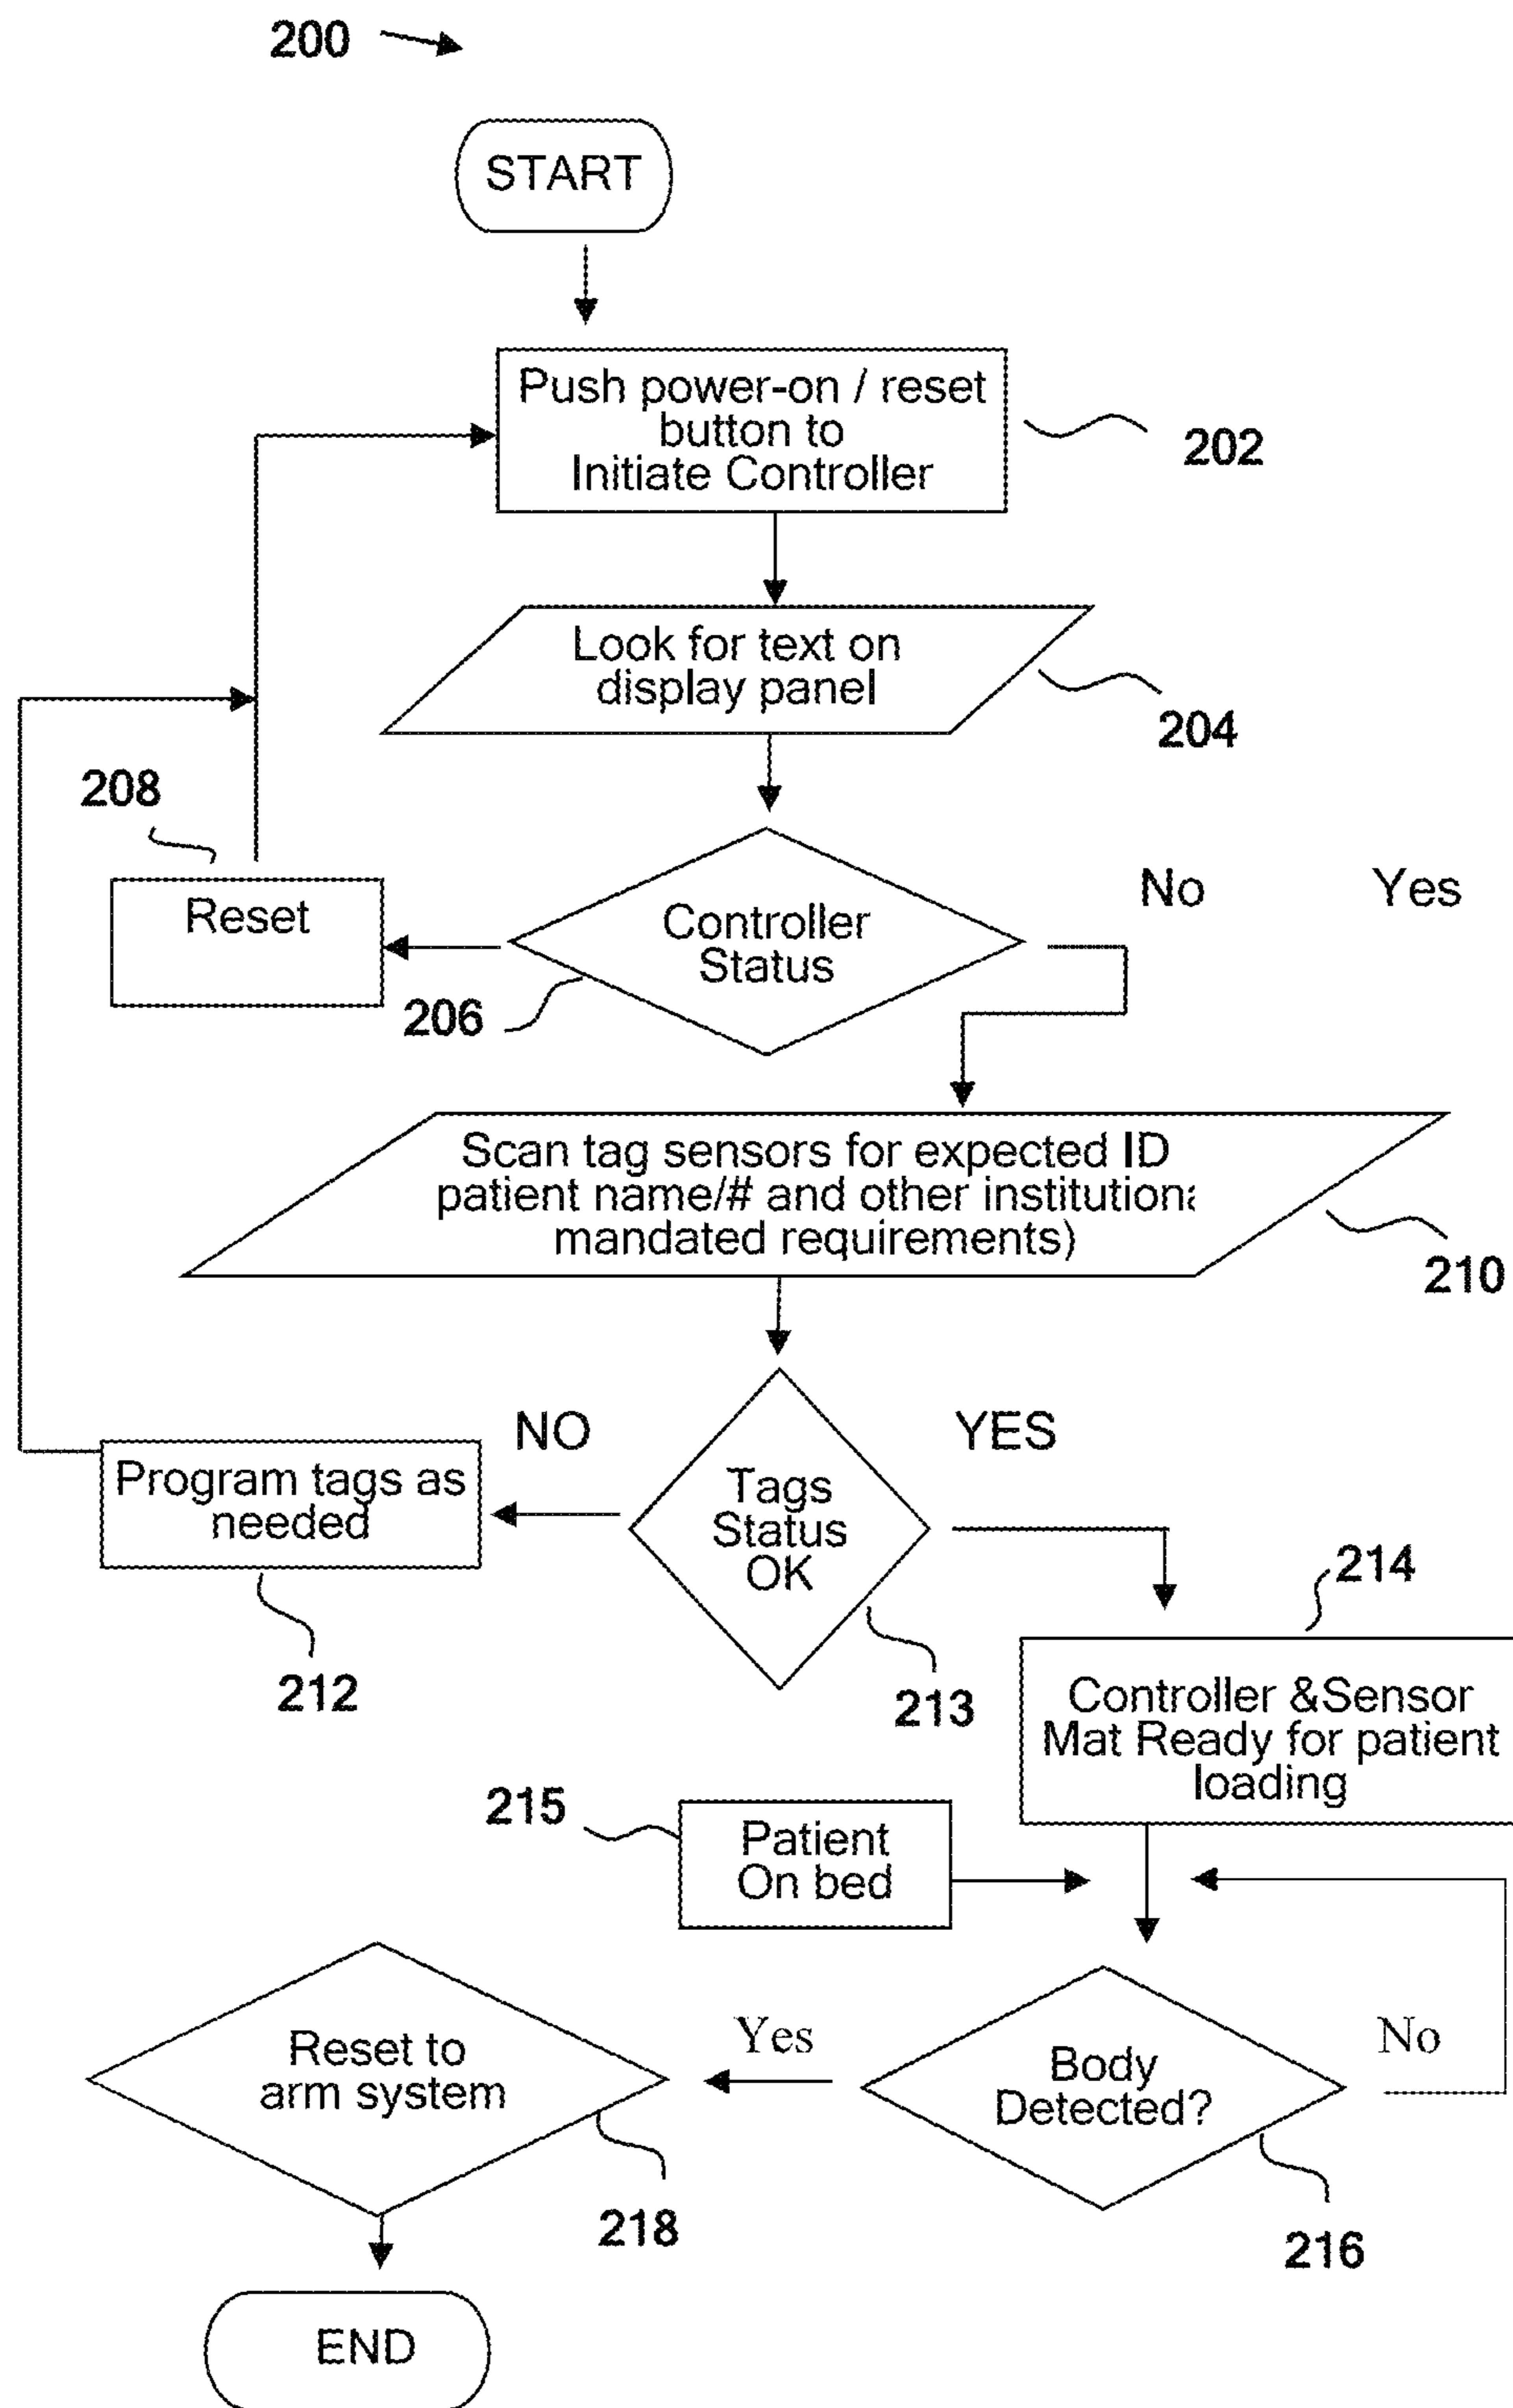 200
START
Push power-on / reset
button to
Initiate Controller
202
Look for text on
display panel
204
208
Reset
Controller
Status
No
Yes
206
Scan tag sensors for expected ID
patient name/# and other institutiona
mandated requirements)
210
NO
YES
Program tags as
needed
Tags
Status
OK
212
213
214
Controller &Sensor
Mat Ready for patient
loading
215
Patient
On bed
Reset to
arm system
Yes
Body
Detected?
No
218
216
END